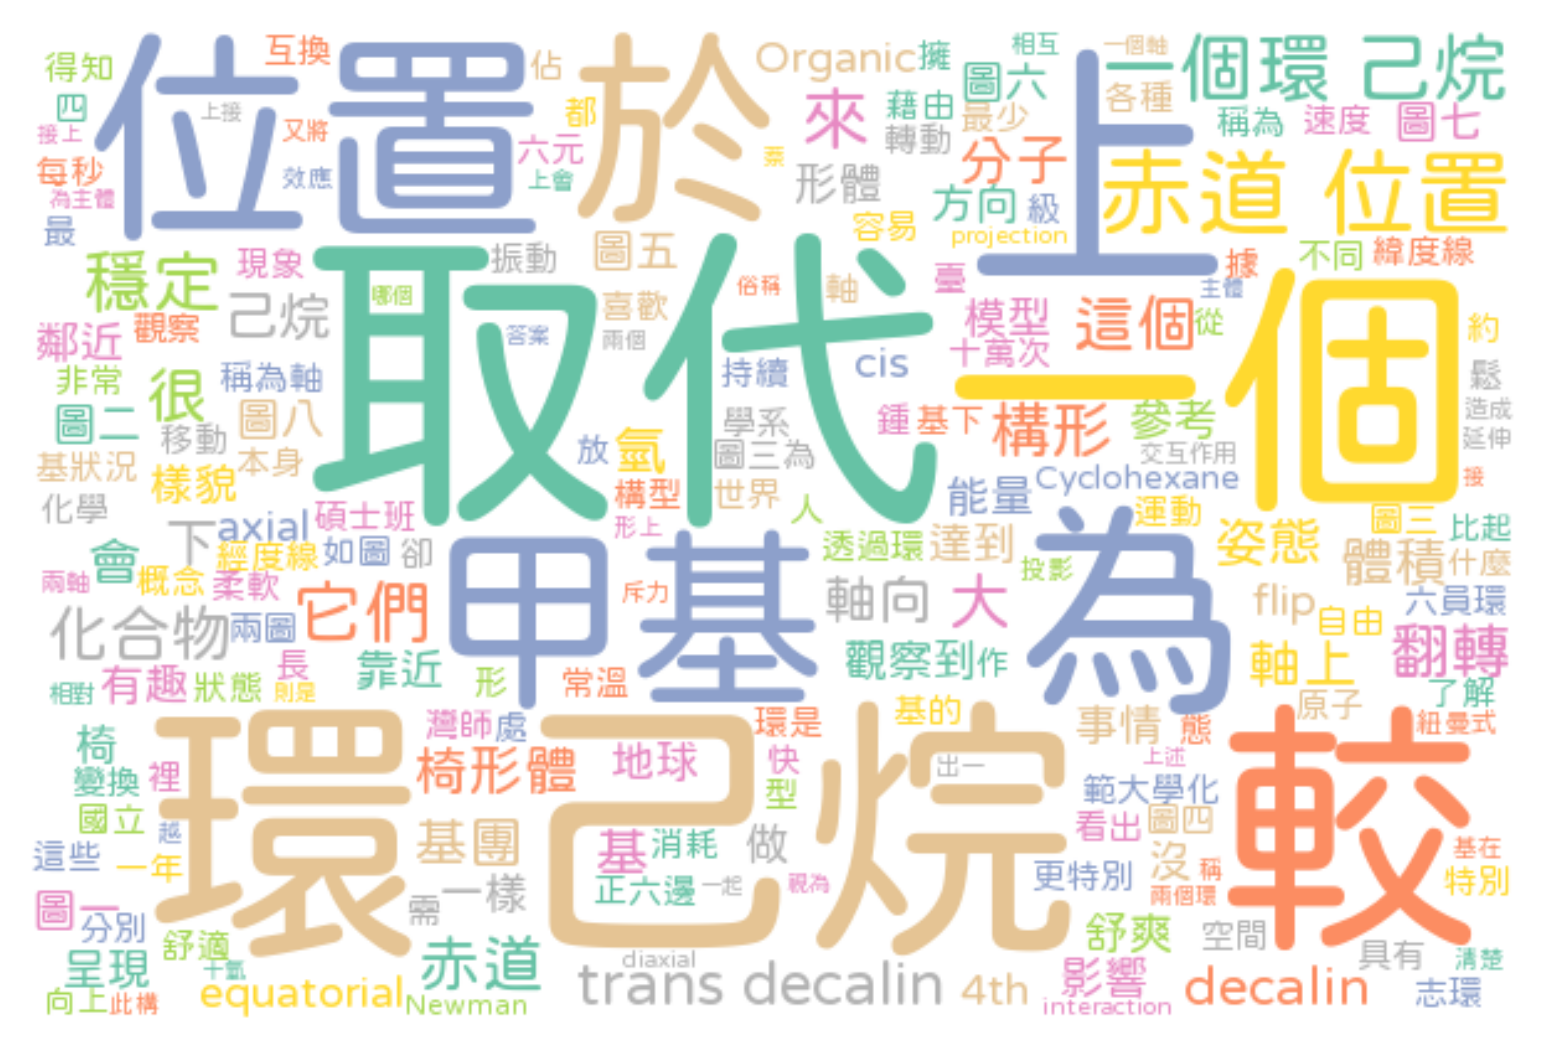 得知
互換
位置
佔
於
Organic
擁
相互
一個軸
一個環 己烷
四
上接
都
來
藉由
圖六
各種
上
接上
又將
六元
蔡
轉動
最少
稱為
速度
圖七
每秒
效應
上會
形體
分子
赤道 位置
為主體
最
容易
方向
級
projection
穩定
現象
振動
圖五
俗稱
軸
臺
據
不同
緯度線
主體
取代
哪個
己烷
喜歡
模型
這個
從
一個
約
鄰近
觀察
答案
兩個
十萬次
非常
很
稱為軸
持續
cis
鬆
圖二
移動
圖八
放
氫
學系
鍾
基下
構形
參考
造成
延伸
基狀況
樣貌
本身
圖三為
交互作用
接
化學
構型
世界
能量
Cyclohexane
下
axial
碩士班
形上
人
運動
圖三
比起
會
經度線
如圖
卻
甲基
透過環
達到
為
姿態
體積
什麼
兩軸
概念
柔軟
斥力
投影
化合物
兩圖
它們
軸向
大
flip
自由
六員環
相對
有趣
狀態
長
則是
靠近
形
常溫
觀察到
作
軸上
翻轉
了解
椅
環己烷
灣師
處
環是
基的
事情
態
原子
紐曼式
較
變換
裡
椅形體
地球
快
出一
上述
國立
越
型
範大學化
圖四
這些
一年
基團
基
消耗
做
看出
沒
稱
基在
正六邊
一起
視為
更特別
兩個環
特別
圖一
分別
需
一樣
舒適
呈現
十氫
赤道
diaxial
影響
舒爽
空間
具有
清楚
向上
此構
equatorial
Newman
trans decalin
4th
interaction
decalin
志環